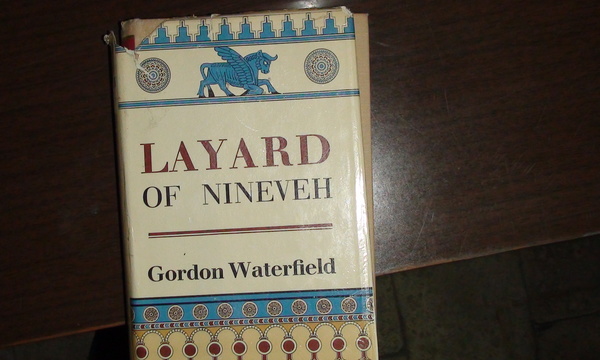 LAYARD
OF NINEVEH
Gordon Waterfield